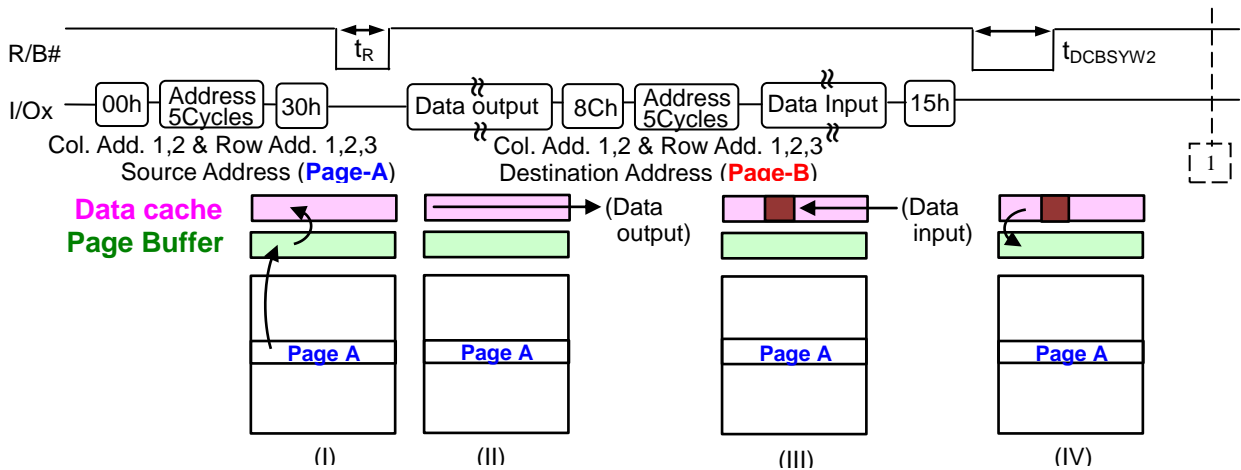 R/B#
tR
tDCBSYW2
I/Ox
00h
Address
5Cycles
30h
Data output
8Ch
Address
5Cycles
Data Input
15h
Col. Add. 1,2 & Row Add. 1,2,3
Source Address (Page-A)
Col. Add. 1,2 & Row Add. 1,2,3
Destination Address (Page-B)
1
Data cache
Page Buffer
(Data
output)
(Data
input)
Page A
Page A
Page A
Page A
(I)
(II)
(III)
(IV)